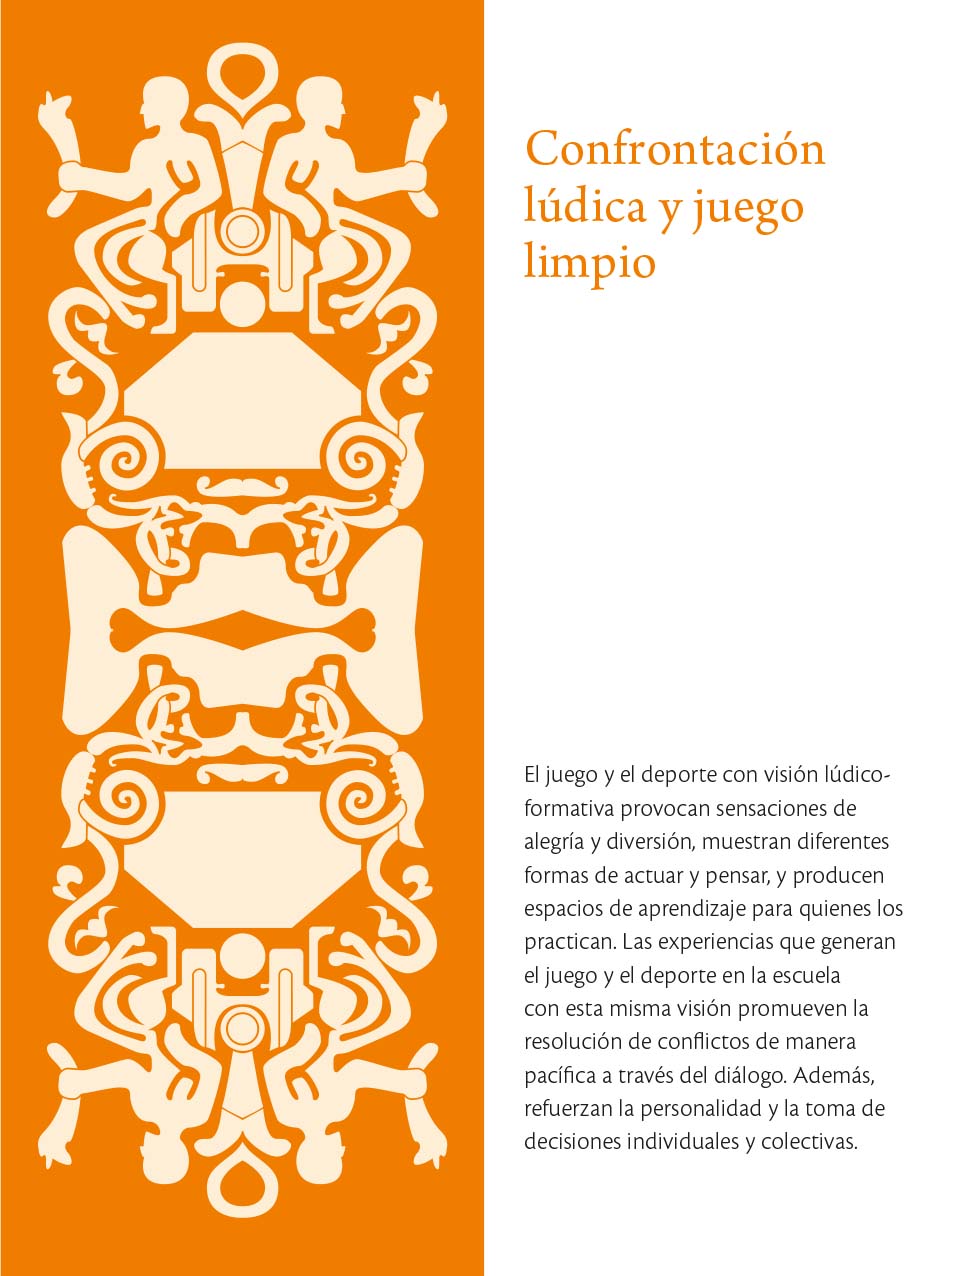 Confrontación
lúdica y juego
limpio
El juego y el deporte con visión lúdico-
formativa provocan sensaciones de
alegría y diversión, muestran diferentes
formas de actuar y pensar, y producen
espacios de aprendizaje para quienes los
practican. Las experiencias que generan
el juego y el deporte en la escuela
con esta misma visión promueven la
resolución de conflictos de manera
pacífica a través del diálogo. Además,
refuerzan la personalidad y la toma de
decisiones individuales y colectivas.